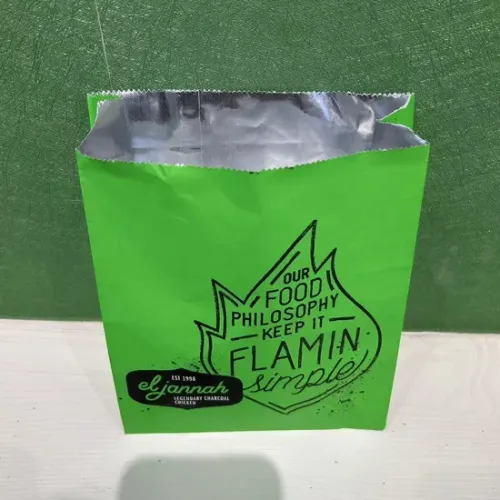 OUR
FOOD
PHILOSOPHY
KEEP IT
FLAMIN
simple
EST 1998
el jannah
LEGENDARY CHARCOAL
CHICKEN